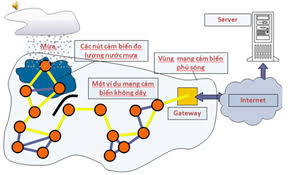 Server
Mưa
Các nút cảm biến đo
lượng nước mưa
Vùng mạng cảm biến
phủ sóng
Một ví dụ mạng cảm
biến không dây
Gateway
Internet